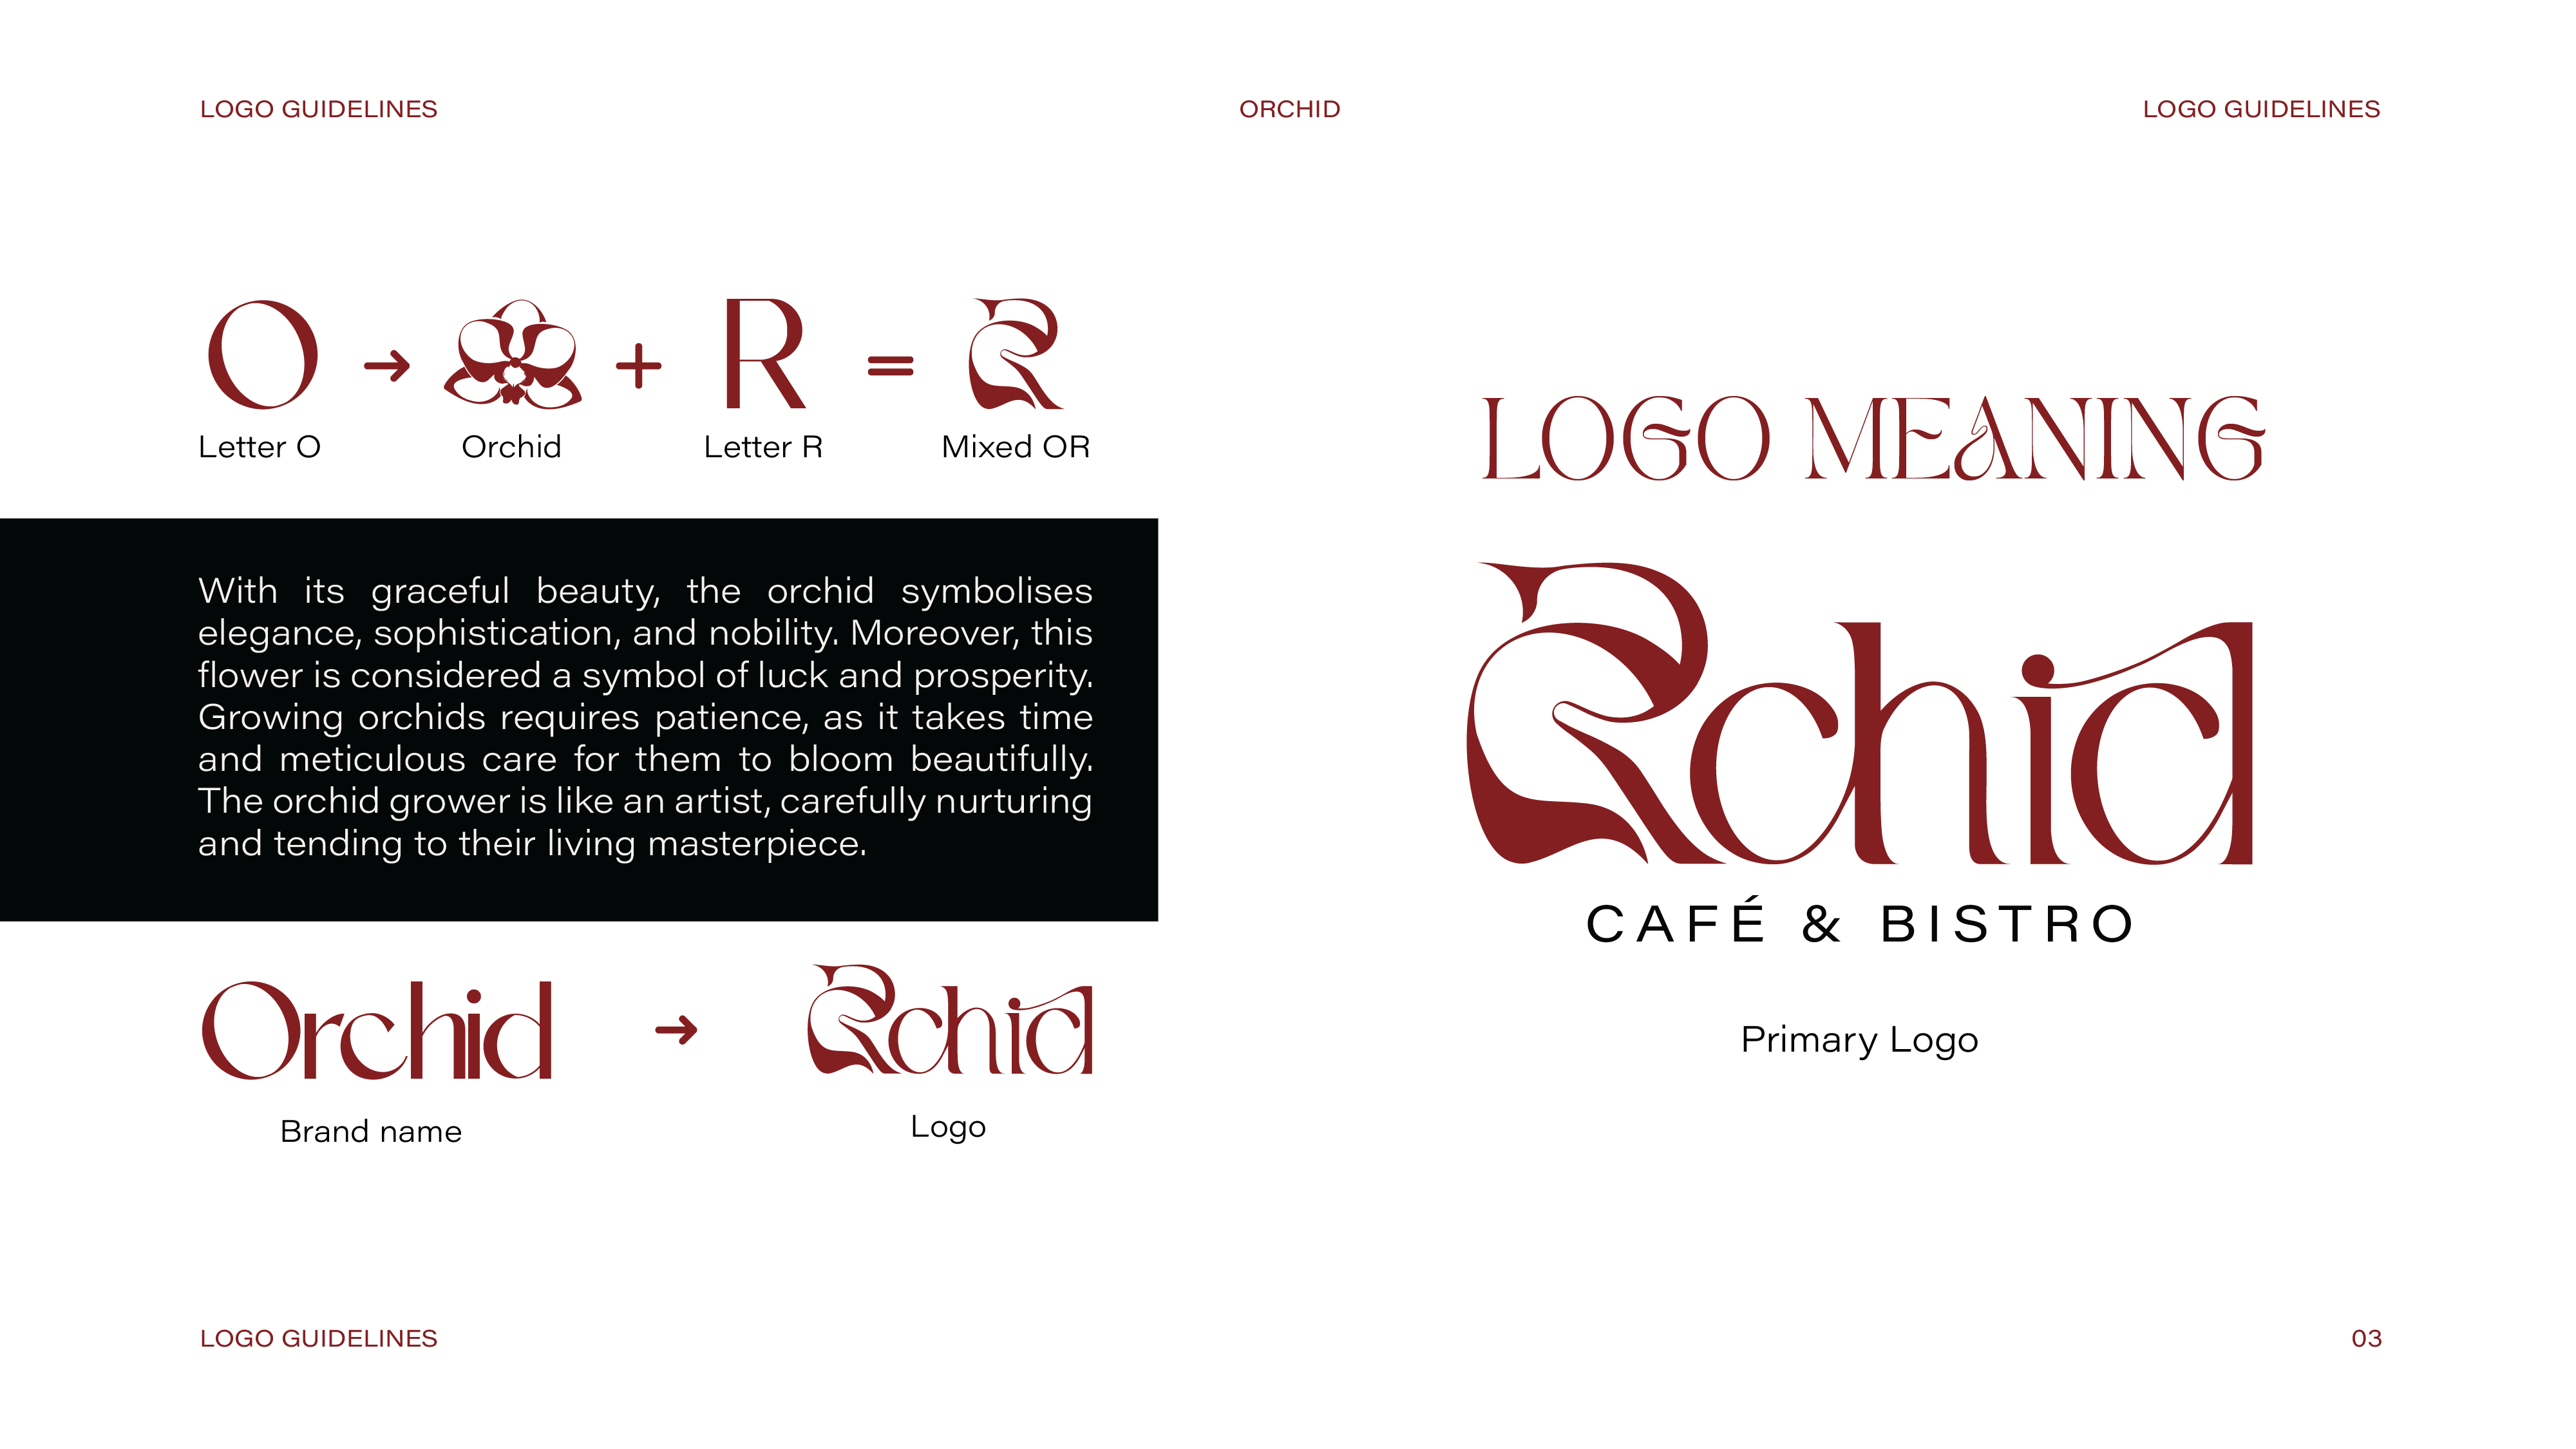 LOGO GUIDELINES
ORCHID
LOGO GUIDELINES
O
R
Letter O
Orchid
Letter R
Mixed OR
With its graceful beauty, the orchid symbolises
elegance, sophistication, and nobility. Moreover, this
flower is considered a symbol of luck and prosperity.
Growing orchids requires patience, as it takes time
and meticulous care for them to bloom beautifully.
The orchid grower is like an artist, carefully nurturing
and tending to their living masterpiece.
Orchid
Orchid
Brand name
Logo
LOGO MEANING
Orchid
CAFÉ & BISTRO
Primary Logo
LOGO GUIDELINES
03